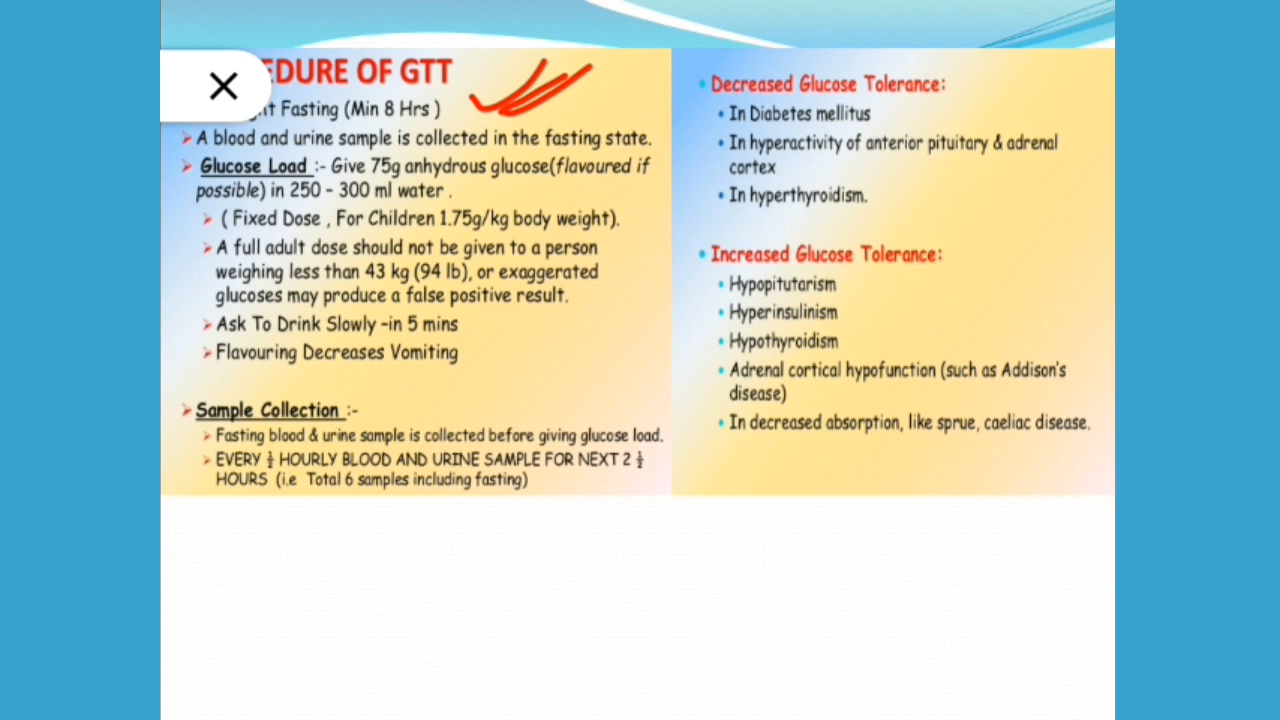 EDURE OF GTT
ht Fasting (Min 8 Hrs )
A blood and urine sample is collected in the fasting state.
Glucose Load :- Give 75g anhydrous glucose(flavoured if
possible) in 250 – 300 ml water .
( Fixed Dose , For Children 1.75g/kg body weight).
A full adult dose should not be given to a person
weighing less than 43 kg (94 lb), or exaggerated
glucoses may produce a false positive result.
Ask To Drink Slowly –in 5 mins
Flavouring Decreases Vomiting
Sample Collection :-
Fasting blood & urine sample is collected before giving glucose load.
EVERY ½ HOURLY BLOOD AND URINE SAMPLE FOR NEXT 2 ½
HOURS (i.e Total 6 samples including fasting)
Decreased Glucose Tolerance:
In Diabetes mellitus
In hyperactivity of anterior pituitary & adrenal
cortex
In hyperthyroidism.
Increased Glucose Tolerance:
Hypopitutarism
Hyperinsulinism
Hypothyroidism
Adrenal cortical hypofunction (such as Addison's
disease)
In decreased absorption, like sprue, caeliac disease.